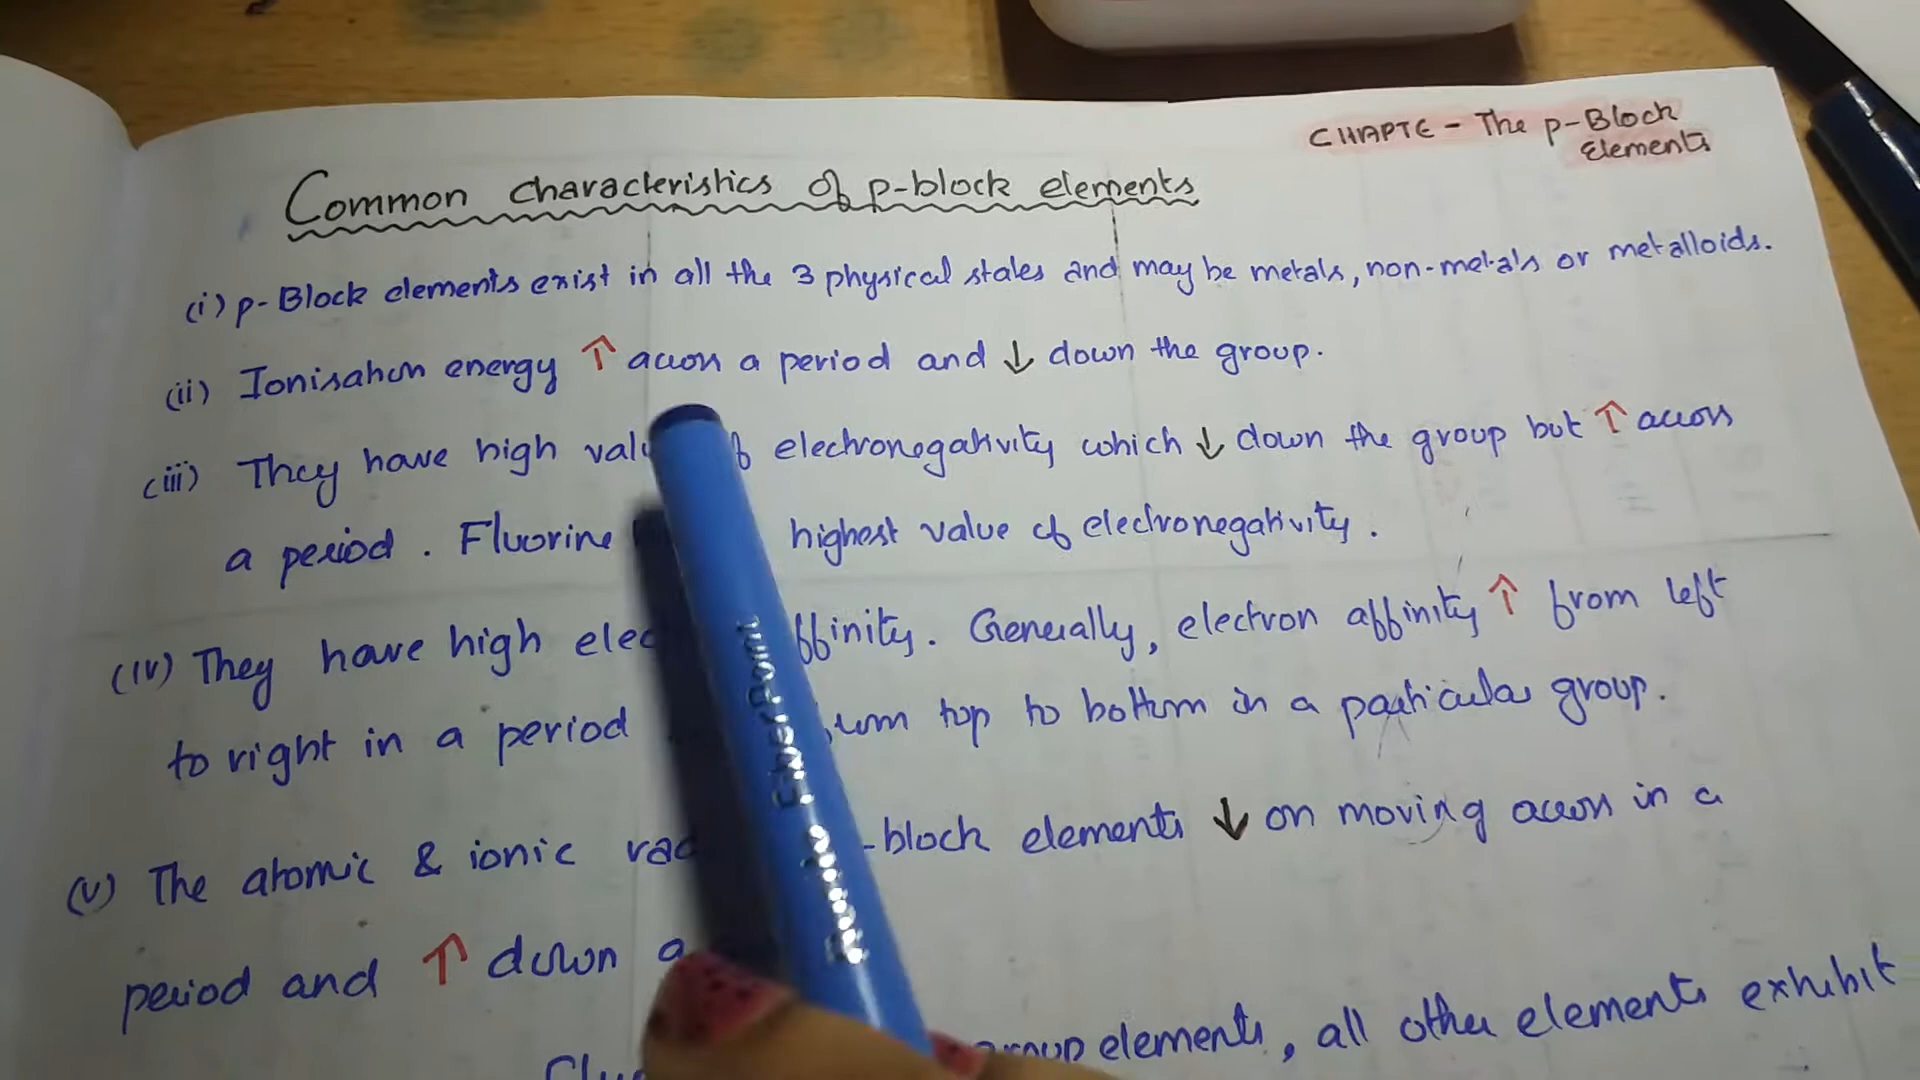 CHAPTE - The p-Block
Elements
Common characteristics of p-block elements
(i) p-Block elements exist in all the 3 physical states and may be metals, non-metals or metalloids.
(ii) Ionisation energy ↑ across a period and ↓ down the group.
(iii) They have high val of electronegativity which ↓ down the group but ↑ across
a period. Fluorine highest value of electronegativity.
(iv) They have high elec ffinity. Generally, electron affinity ↑ from left
to right in a period from top to bottom in a particular group.
(v) The atomic & ionic rad -block elements ↓ on moving across in a
period and ↑ down a
group elements, all other elements exhibit
FiberPoint